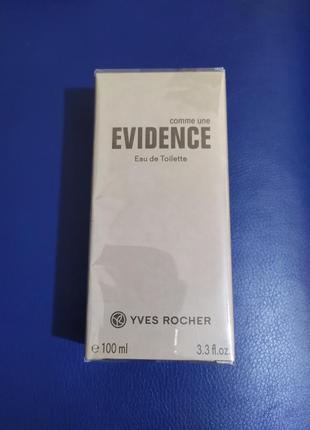 comme une
EVIDENCE
Eau de Toilette
YVES ROCHER
℮ 100 ml 3.3 fl.oz.